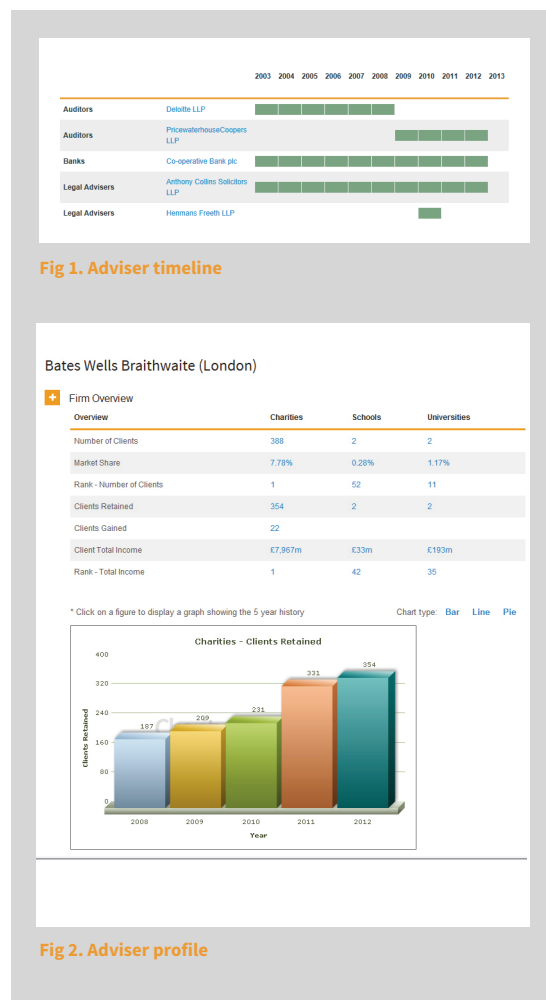 2003 2004 2005 2006 2007 2008 2009 2010 2011 2012 2013
Auditors Deloitte LLP
Auditors PricewaterhouseCoopers
LLP
Banks Co-operative Bank plc
Legal Advisers Anthony Collins Solicitors
LLP
Legal Advisers Henmans Freeth LLP
Fig 1. Adviser timeline
Bates Wells Braithwaite (London)
+ Firm Overview
Overview Charities Schools Universities
Number of Clients 388 2 2
Market Share 7.78% 0.28% 1.17%
Rank - Number of Clients 1 52 11
Clients Retained 354 2 2
Clients Gained 22
Client Total Income £7,967m £33m £193m
Rank - Total Income 1 42 35
* Click on a figure to display a graph showing the 5 year history Chart type: Bar Line Pie
Charities - Clients Retained
400
320
240
160
80
0
Clients Retained
187
209
231
331
354
2008 2009 2010 2011 2012
Year
Fig 2. Adviser profile